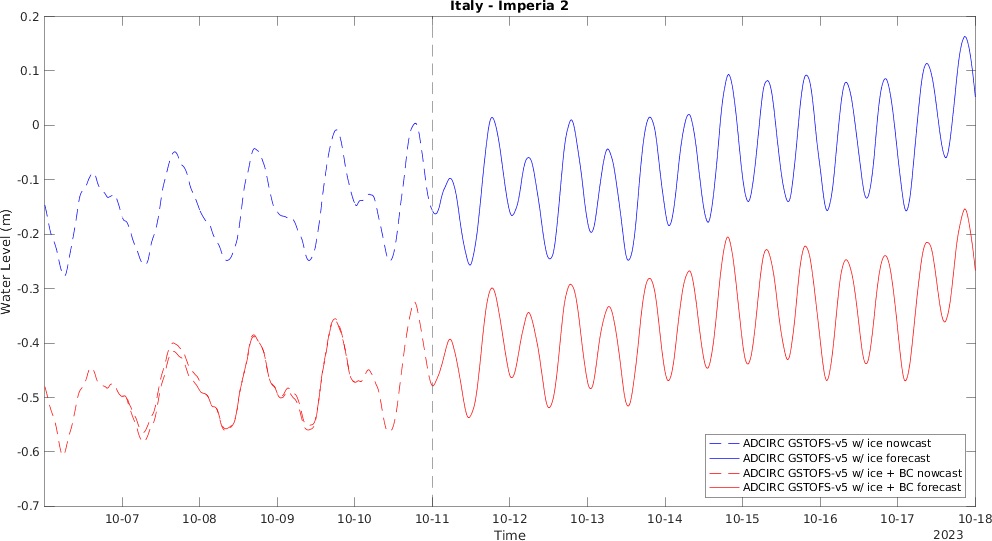 Italy - Imperia 2
0.2
0.1
0
-0.1
-0.2
-0.3
-0.4
-0.5
-0.6
-0.7
Water Level (m)
ADCIRC GSTOFS-v5 w/ ice nowcast
ADCIRC GSTOFS-v5 w/ ice forecast
ADCIRC GSTOFS-v5 w/ ice + BC nowcast
ADCIRC GSTOFS-v5 w/ ice + BC forecast
10-07 10-08 10-09 10-10 10-11 10-12 10-13 10-14 10-15 10-16 10-17 10-18
Time
2023